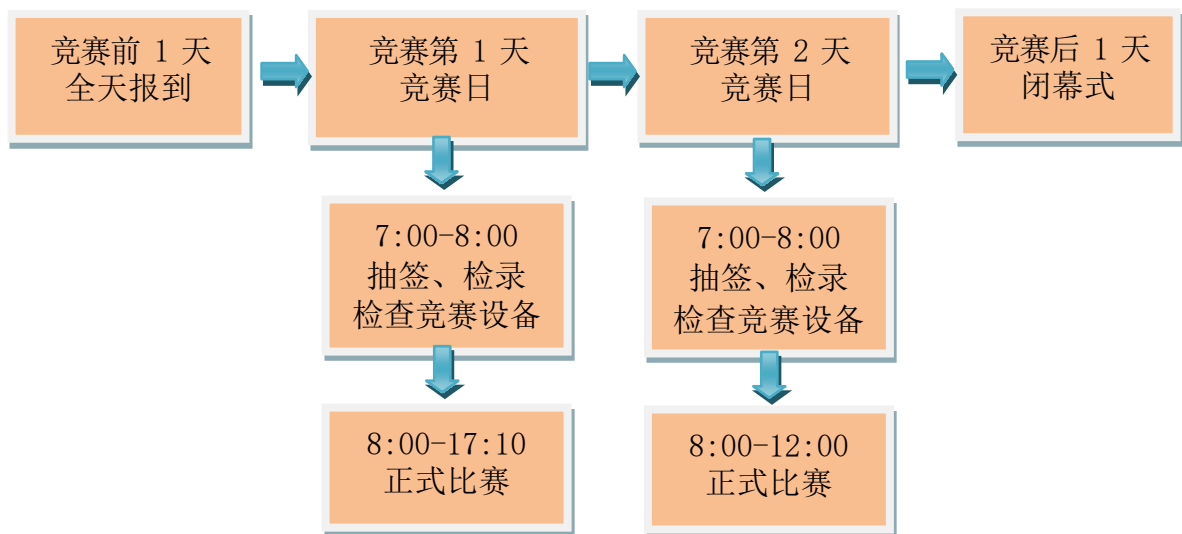 竞赛前 1 天
全天报到
竞赛第 1 天
竞赛日
竞赛第 2 天
竞赛日
竞赛后 1 天
闭幕式
7:00-8:00
抽签、检录
检查竞赛设备
7:00-8:00
抽签、检录
检查竞赛设备
8:00-17:10
正式比赛
8:00-12:00
正式比赛